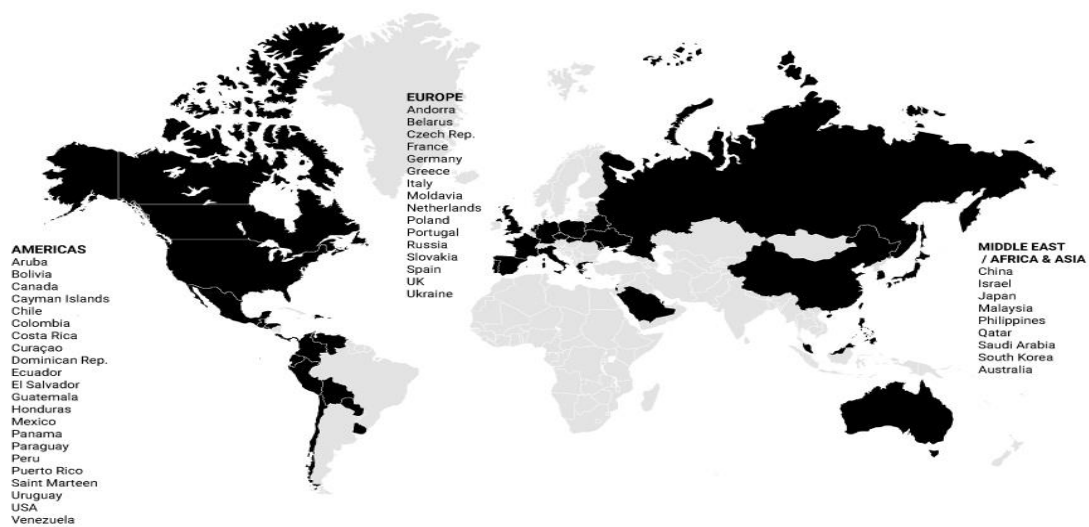 AMERICAS
Aruba
Bolivia
Canada
Cayman Islands
Chile
Colombia
Costa Rica
Curaçao
Dominican Rep.
Ecuador
El Salvador
Guatemala
Honduras
Mexico
Panama
Paraguay
Peru
Puerto Rico
Saint Marteen
Uruguay
USA
Venezuela
EUROPE
Andorra
Belarus
Czech Rep.
France
Germany
Greece
Italy
Moldavia
Netherlands
Poland
Portugal
Russia
Slovakia
Spain
UK
Ukraine
MIDDLE EAST
/ AFRICA & ASIA
China
Israel
Japan
Malaysia
Philippines
Qatar
Saudi Arabia
South Korea
Australia